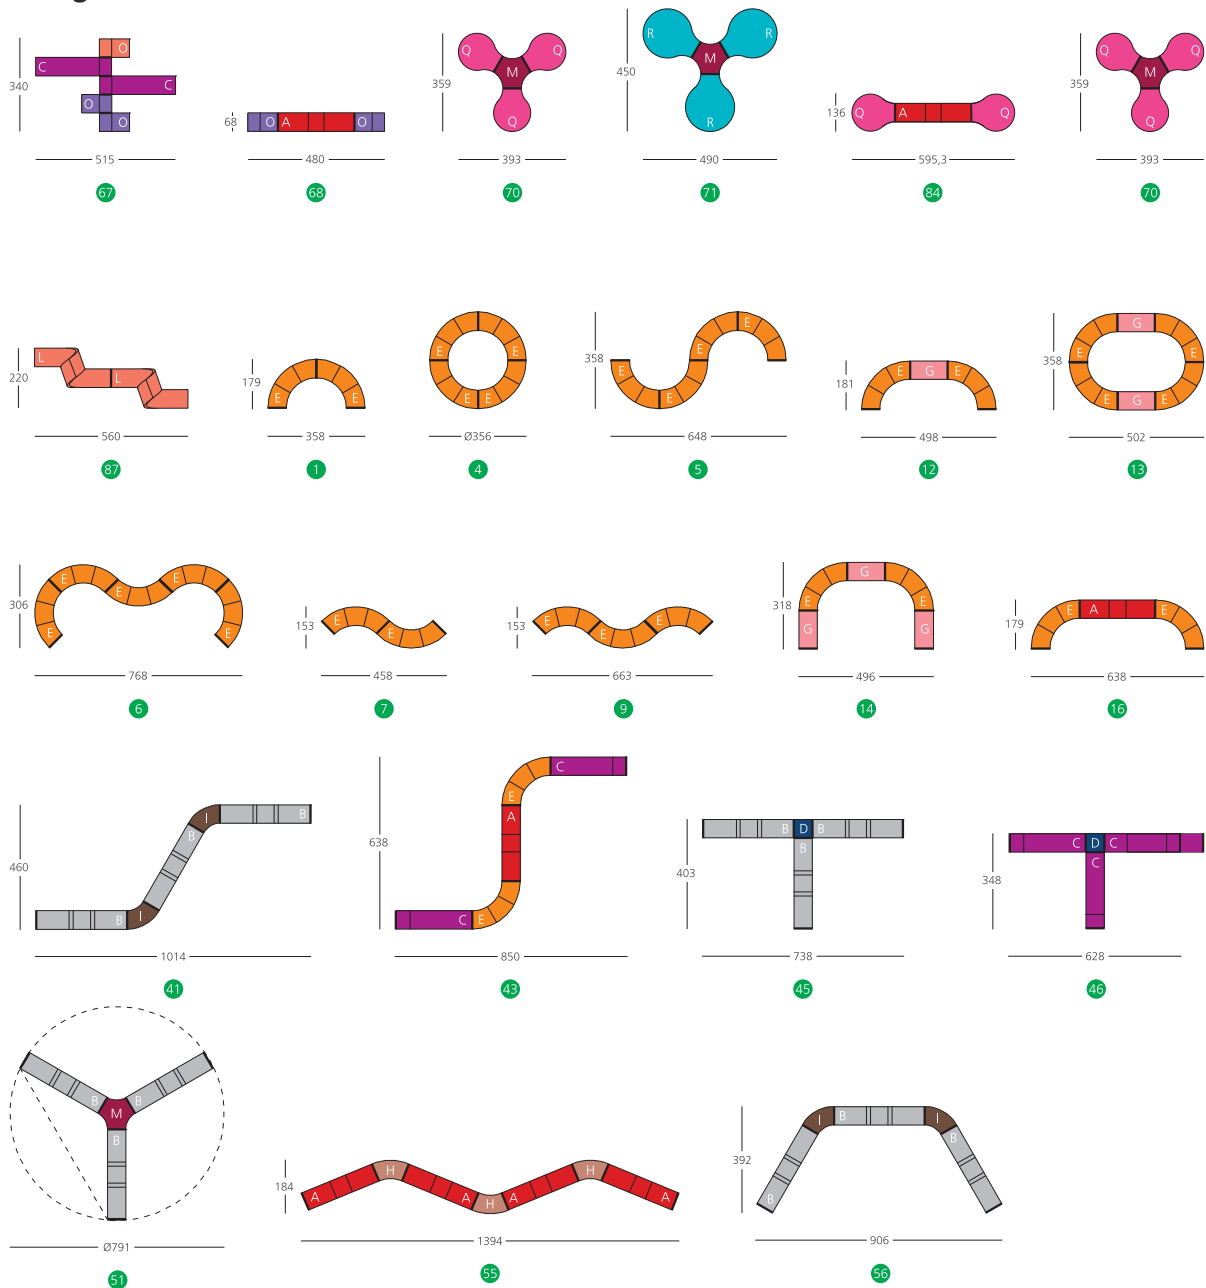 340
C
O
C
O
O
515
67
68
O A O
480
68
359
Q Q
M
Q
393
70
450
R R
M
R
490
71
136
Q A Q
595,3
84
359
Q Q
M
Q
393
70
220
L
L
560
87
179
E E
358
1
E E
E E
Ø356
4
358
E
E
E
648
5
181
E G E
498
12
358
G
E E
E G E
502
13
306
E E E
E E
768
6
153
E E
458
7
153
E E E
663
9
318
G
E E
G G
496
14
179
E A E
638
16
460
B
I
B
B I
1014
41
638
C
E
A
C E
850
43
403
B D B
B
738
45
348
C D C
C
628
46
B B
M
B
Ø791
51
184
A H A H A H A
1394
55
392
I B I
B
B
906
56